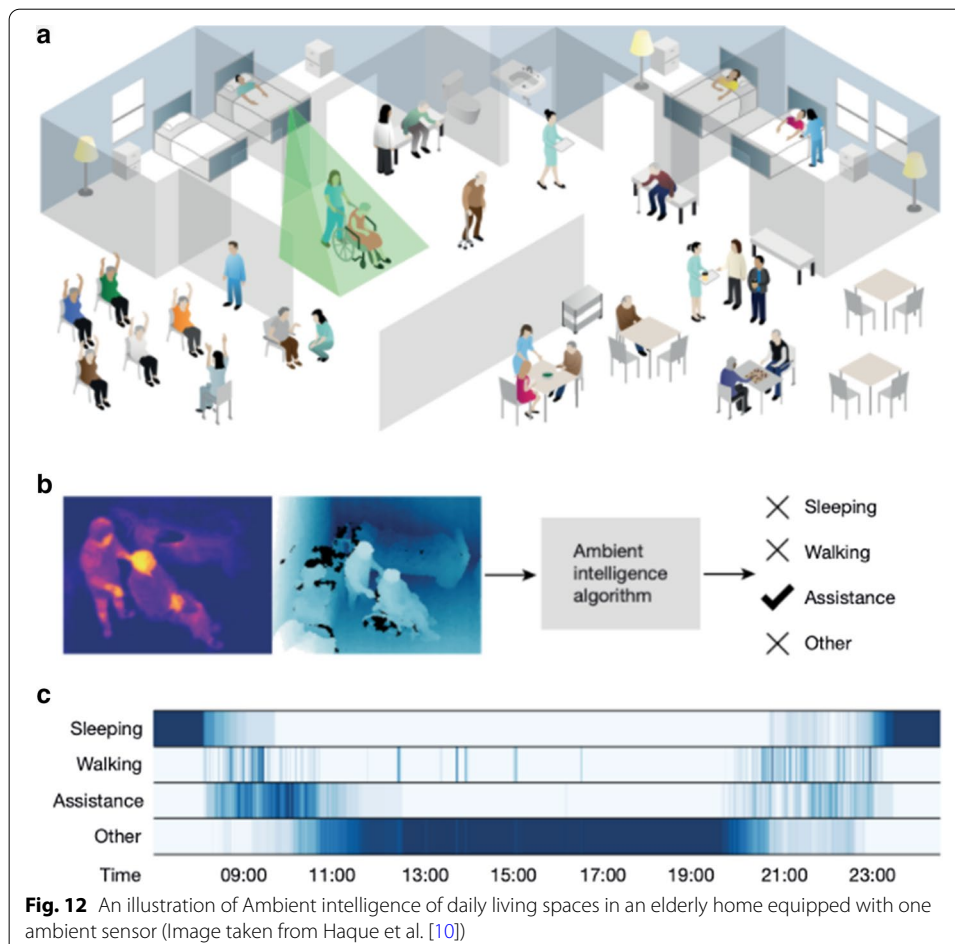 a
b
Ambient
intelligence
algorithm
Sleeping
Walking
Assistance
Other
c
Sleeping
Walking
Assistance
Other
Time 09:00 11:00 13:00 15:00 17:00 19:00 21:00 23:00
Fig. 12 An illustration of Ambient intelligence of daily living spaces in an elderly home equipped with one
ambient sensor (Image taken from Haque et al. [10])